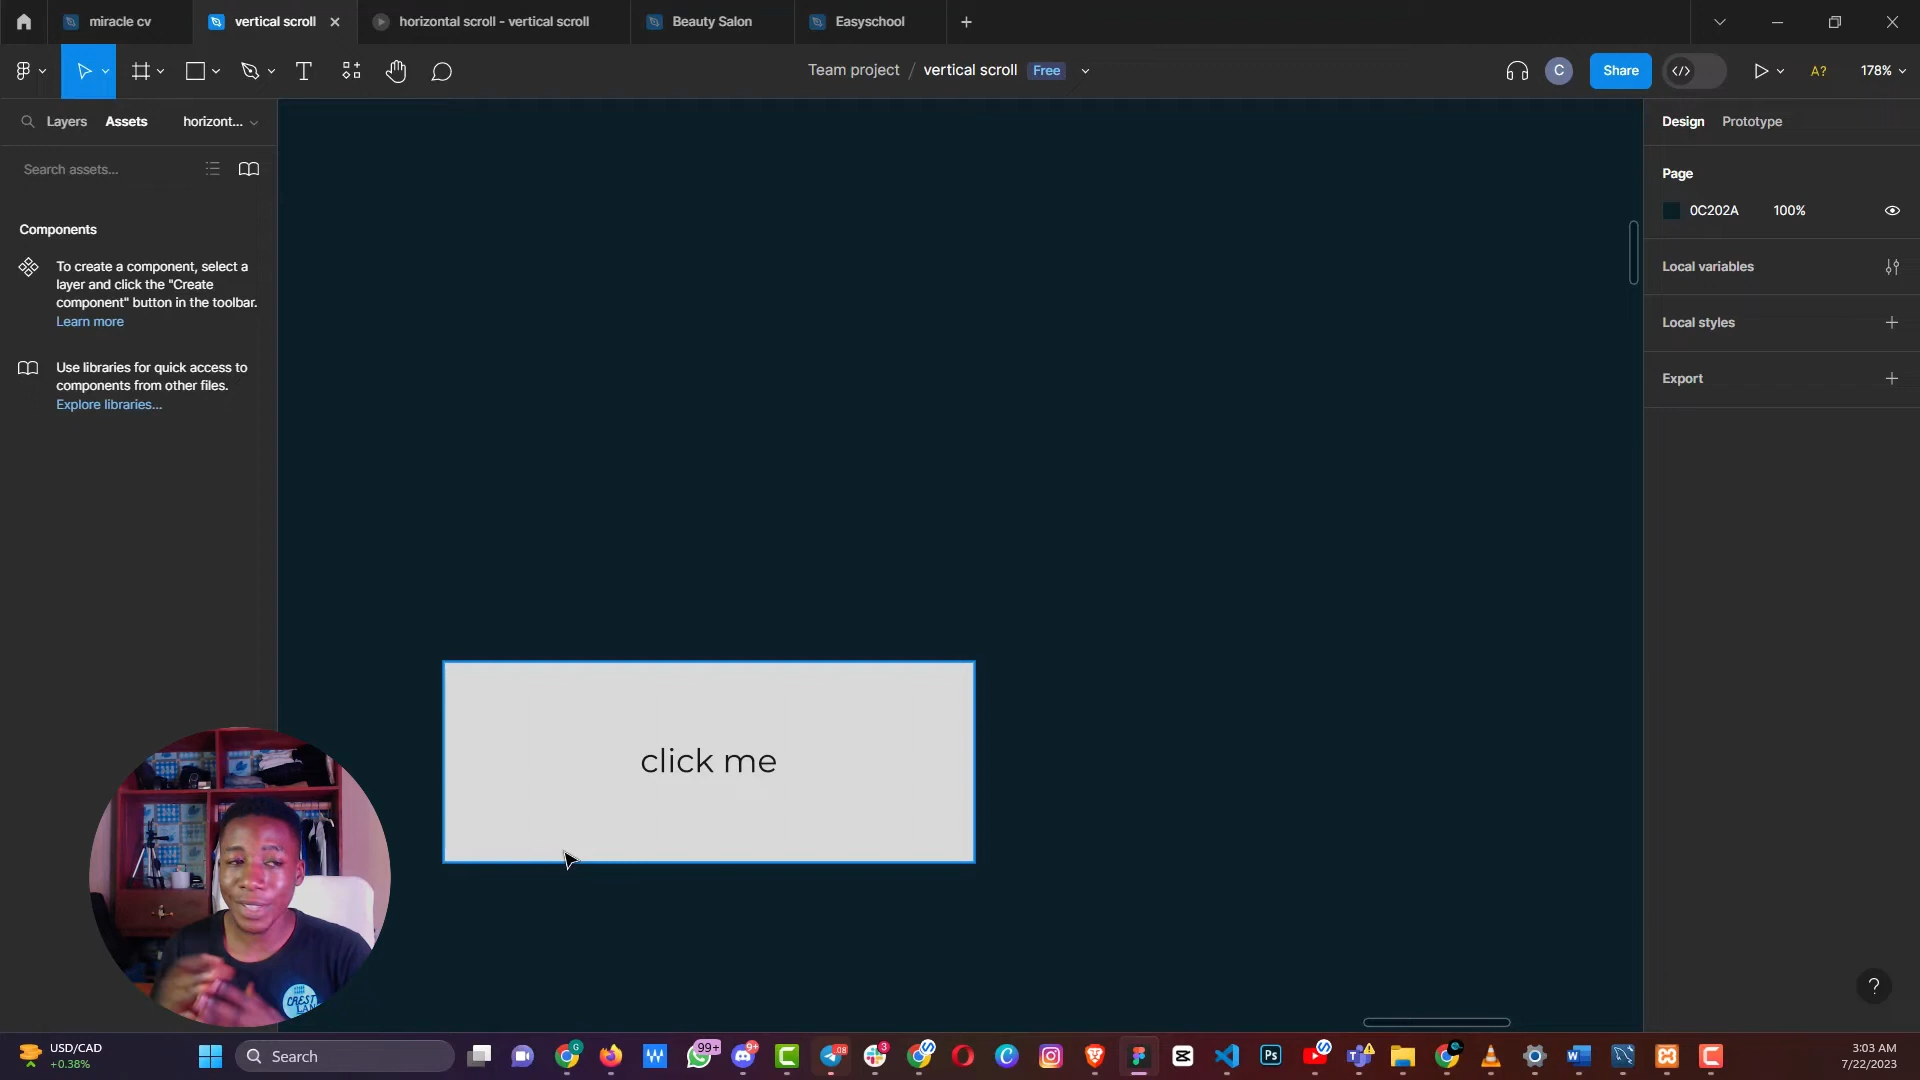 miracle cv
vertical scroll
horizontal scroll - vertical scroll
Beauty Salon
Easyschool
Team project / vertical scroll Free
C
Share
A?
178%
Layers
Assets
horizont...
Design
Prototype
Search assets...
Page
0C202A 100%
Components
To create a component, select a
layer and click the "Create
component" button in the toolbar.
Learn more
Local variables
Local styles
Use libraries for quick access to
components from other files.
Explore libraries...
Export
click me
?
USD/CAD
+0.38%
Search
99+
9+
3
Ps
3:03 AM
7/22/2023